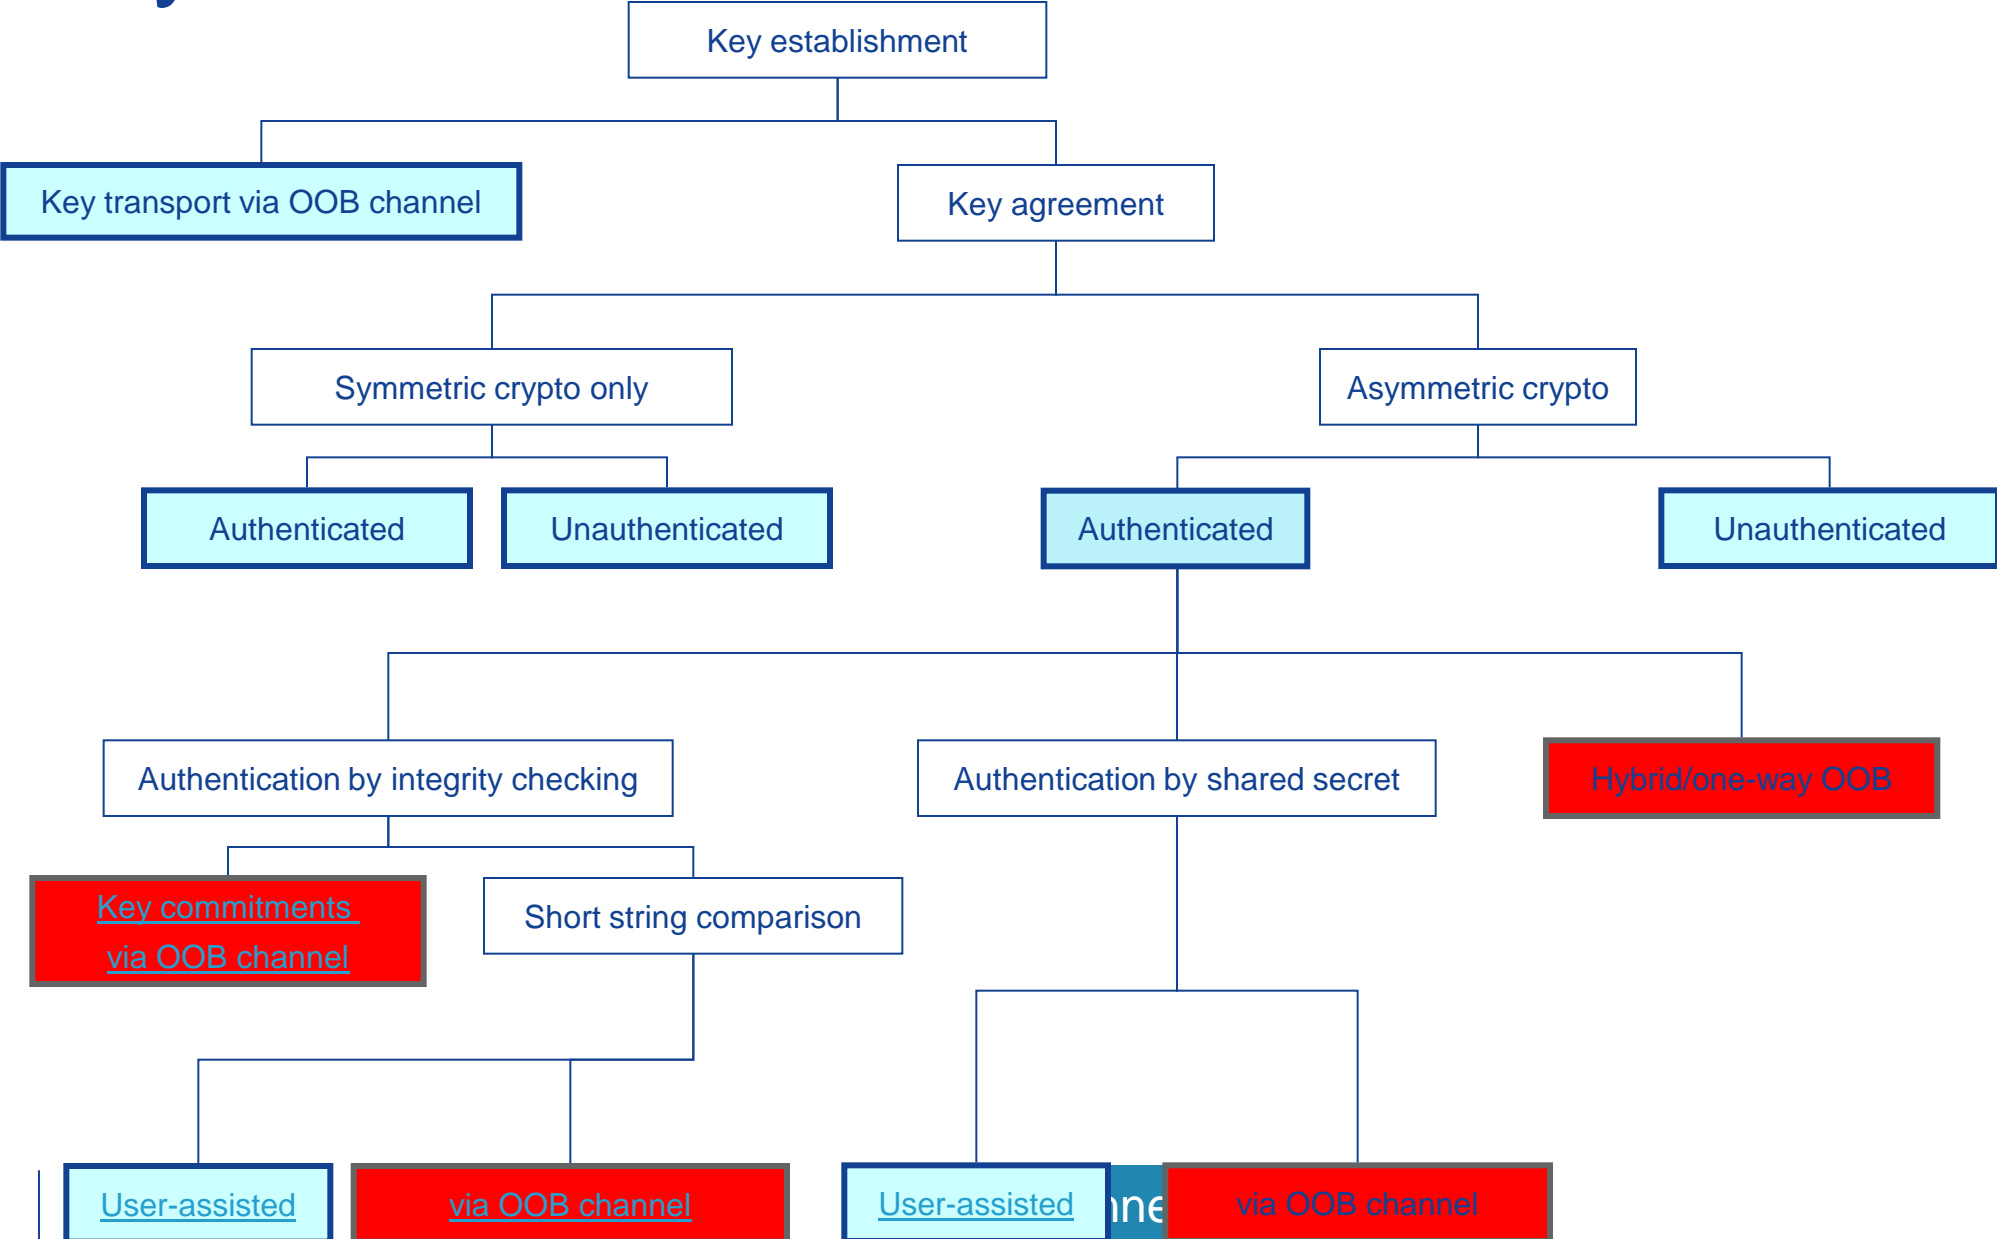 Key establishment
Key transport via OOB channel
Key agreement
Symmetric crypto only
Asymmetric crypto
Authenticated
Unauthenticated
Authenticated
Unauthenticated
Authentication by integrity checking
Authentication by shared secret
Hybrid/one-way OOB
Key commitments
via OOB channel
Short string comparison
User-assisted
via OOB channel
User-assisted
via OOB channel